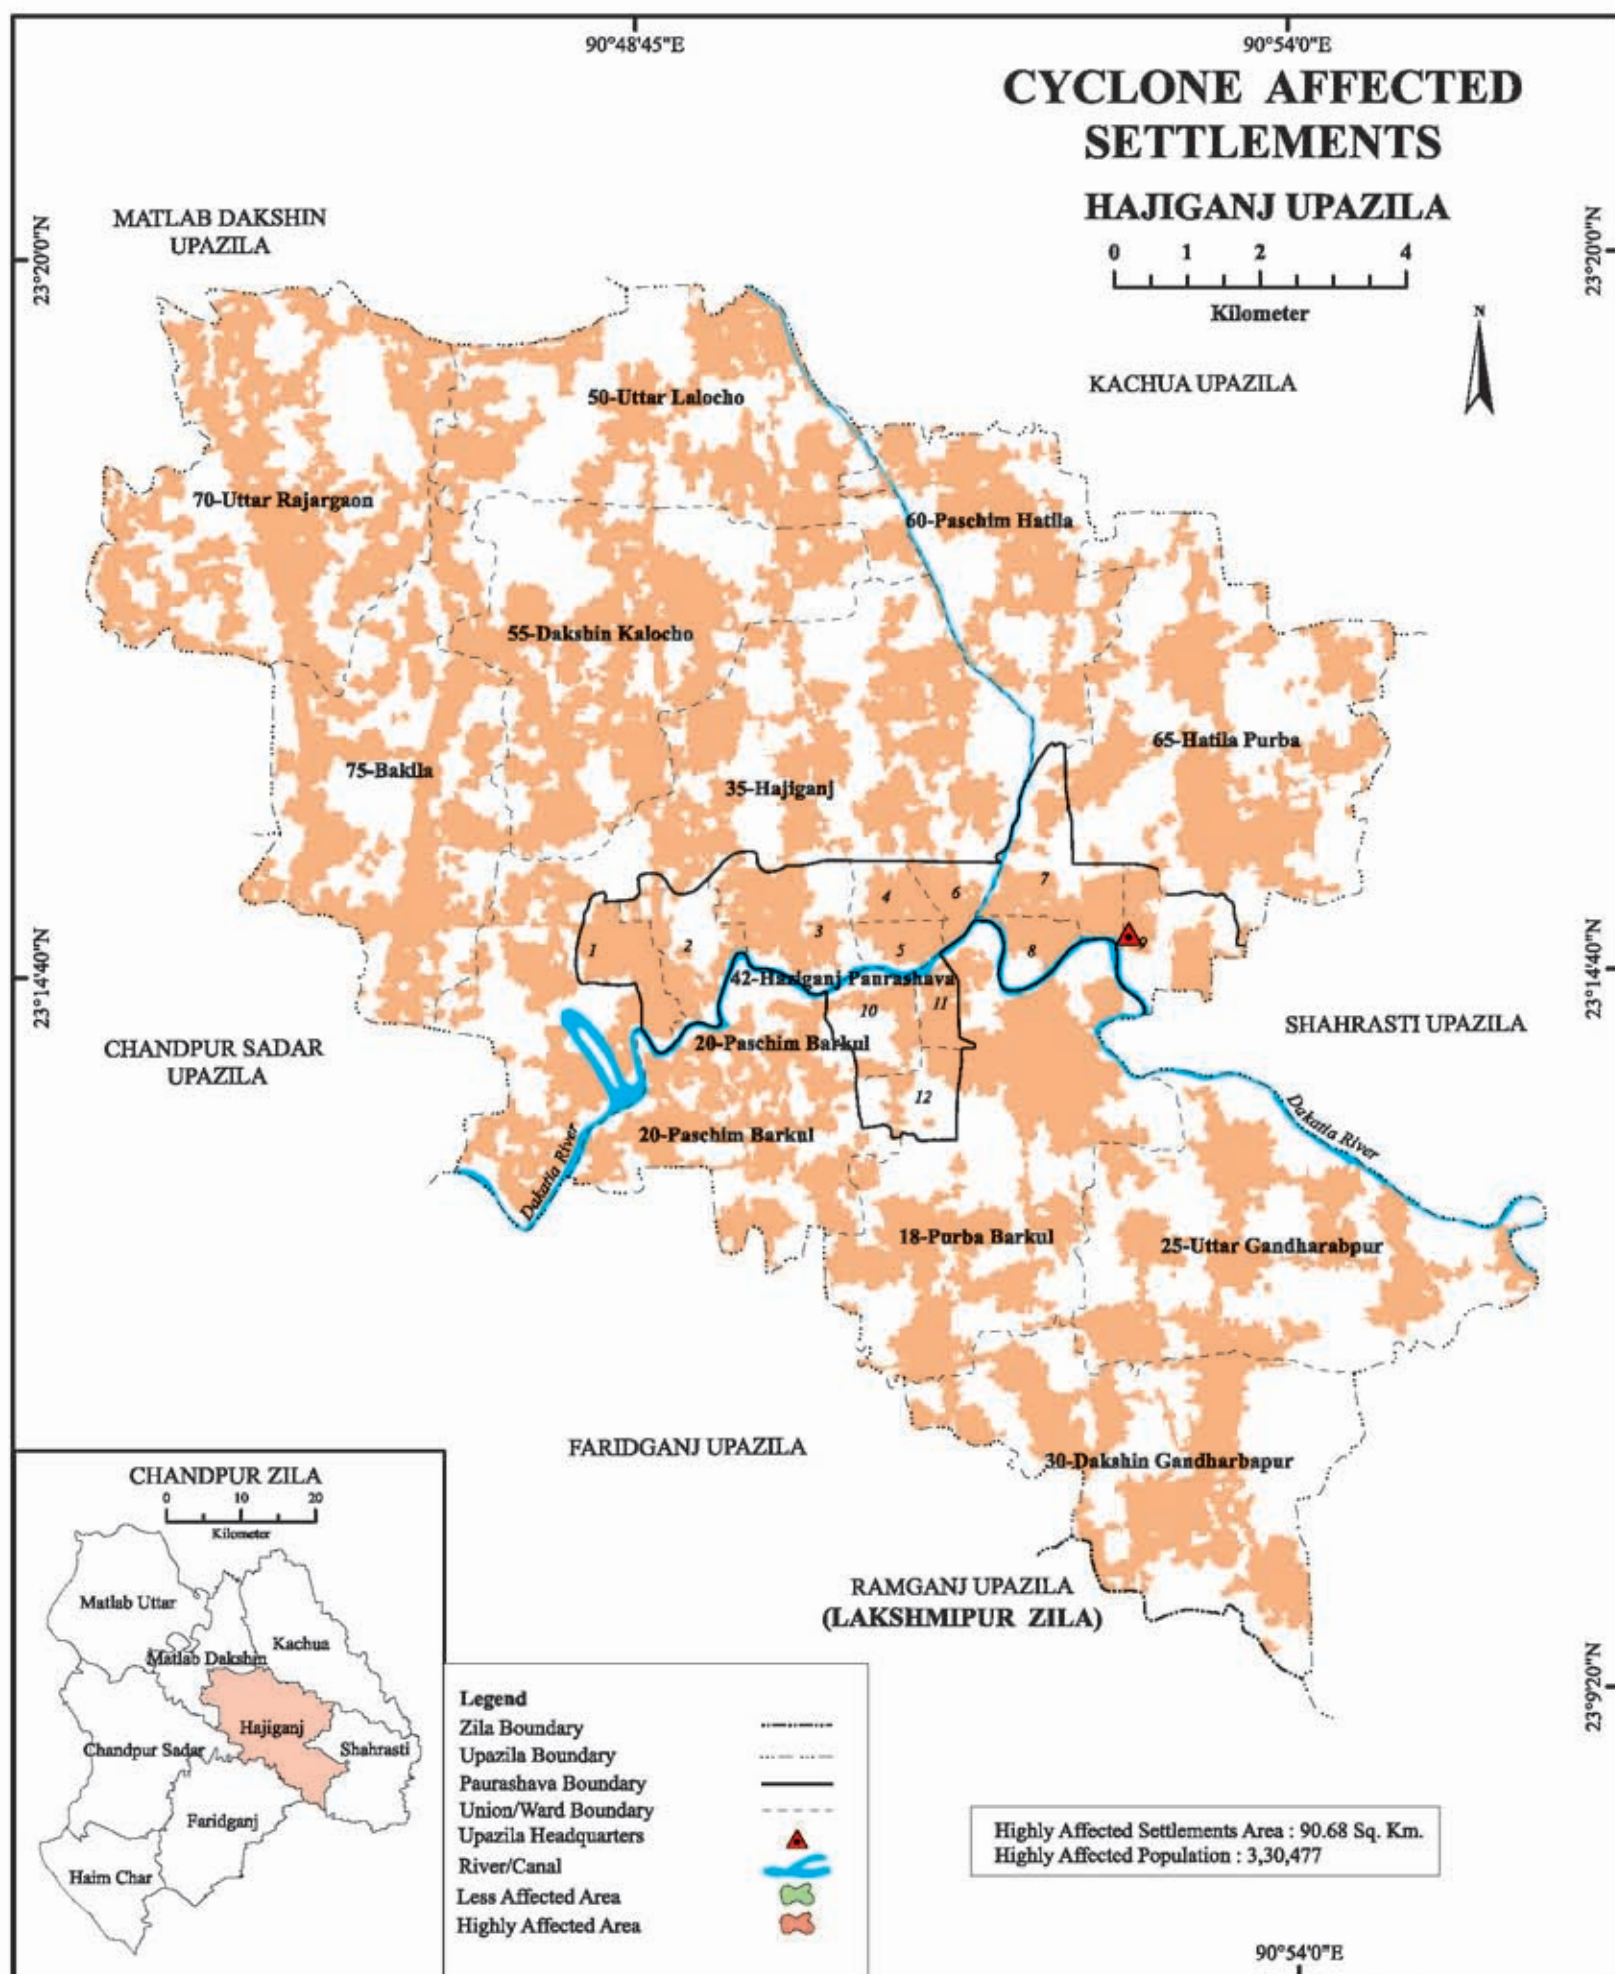 90°48'45"E
90°54'0"E
CYCLONE AFFECTED
SETTLEMENTS
HAJIGANJ UPAZILA
0 1 2 4
Kilometer
N
MATLAB DAKSHIN
UPAZILA
23°20'0"N
23°20'0"N
KACHUA UPAZILA
50-Uttar Lalocho
70-Uttar Rajargaon
60-Paschim Hatila
55-Dakshin Kalocho
65-Hatila Purba
75-Bakila
35-Hajiganj
4
6
7
1
2
3
5
8
9
42-Haziganj Paurashava
10
11
23°14'40"N
23°14'40"N
SHAHRASTI UPAZILA
CHANDPUR SADAR
UPAZILA
20-Paschim Barkul
12
20-Paschim Barkul
Dakatia River
Dakatia River
18-Purba Barkul
25-Uttar Gandharabpur
FARIDGANJ UPAZILA
30-Dakshin Gandharbapur
RAMGANJ UPAZILA
(LAKSHMIPUR ZILA)
23°9'20"N
CHANDPUR ZILA
0 10 20
Kilometer
Matlab Uttar
Kachua
Matlab Dakshin
Hajiganj
Chandpur Sadar
Shahrasti
Faridganj
Haim Char
Legend
Zila Boundary
Upazila Boundary
Paurashava Boundary
Union/Ward Boundary
Upazila Headquarters
River/Canal
Less Affected Area
Highly Affected Area
Highly Affected Settlements Area : 90.68 Sq. Km.
Highly Affected Population : 3,30,477
90°54'0"E